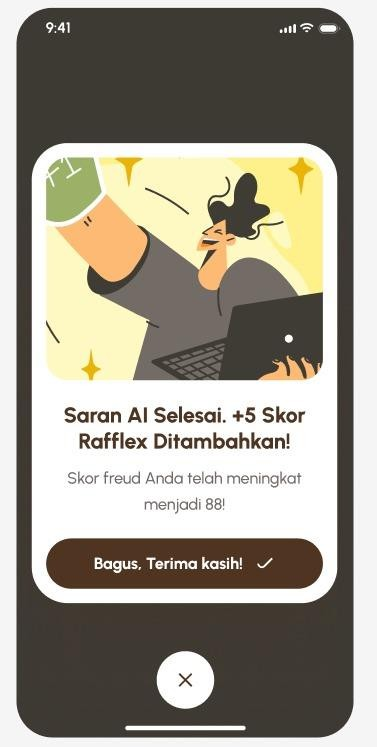 9:41
+1
Saran AI Selesai. +5 Skor
Rafflex Ditambahkan!
Skor freud Anda telah meningkat
menjadi 88!
Bagus, Terima kasih!